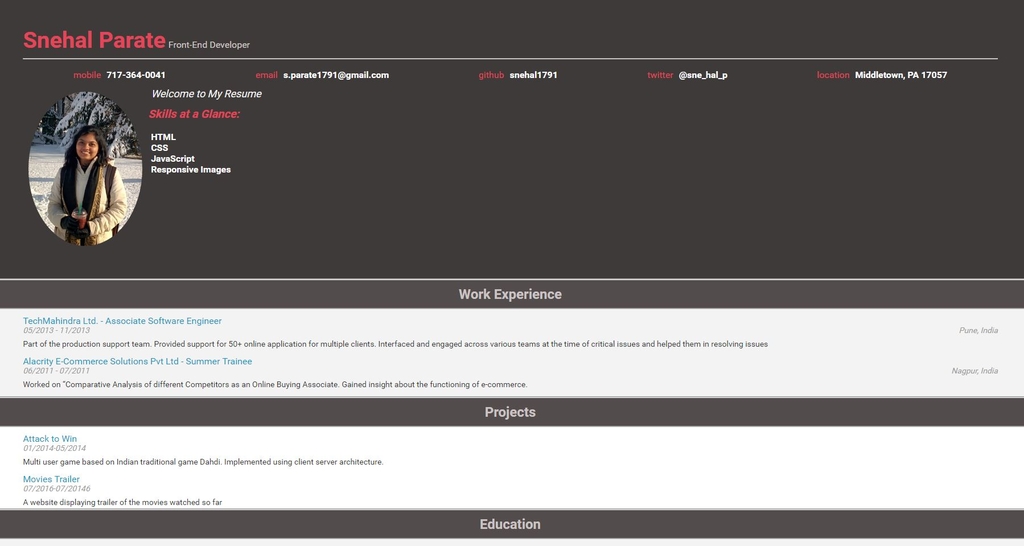 Snehal Parate Front-End Developer
mobile 717-364-0041 email s.parate1791@gmail.com github snehal1791 twitter @sne_hal_p location Middletown, PA 17057
Welcome to My Resume
Skills at a Glance:
HTML
CSS
JavaScript
Responsive Images
Work Experience
TechMahindra Ltd. - Associate Software Engineer
05/2013 - 11/2013 Pune, India
Part of the production support team. Provided support for 50+ online application for multiple clients. Interfaced and engaged across various teams at the time of critical issues and helped them in resolving issues
Alacrity E-Commerce Solutions Pvt Ltd - Summer Trainee
06/2011 - 07/2011 Nagpur, India
Worked on "Comparative Analysis of different Competitors as an Online Buying Associate. Gained insight about the functioning of e-commerce.
Projects
Attack to Win
01/2014-05/2014
Multi user game based on Indian traditional game Dahdi. Implemented using client server architecture.
Movies Trailer
07/2016-07/20146
A website displaying trailer of the movies watched so far
Education